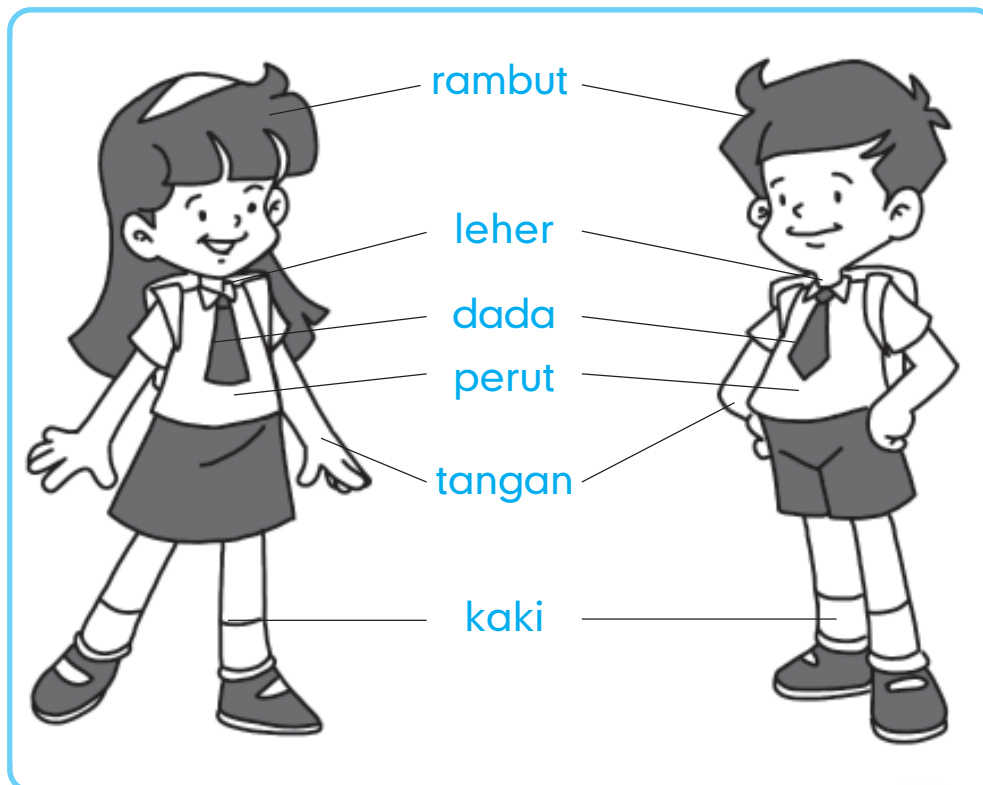 rambut
leher
dada
perut
tangan
kaki